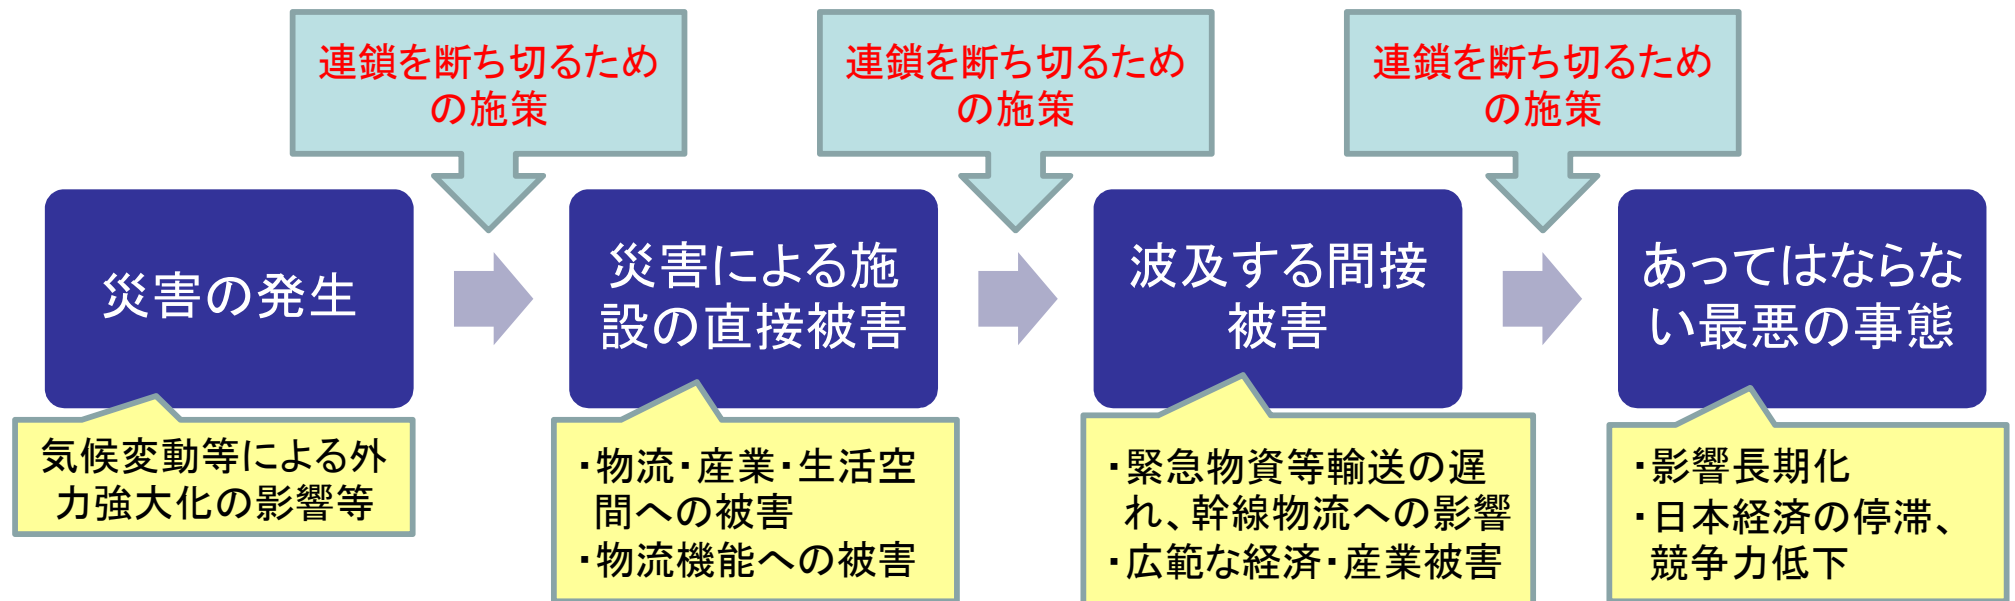 連鎖を断ち切るため
の施策
連鎖を断ち切るため
の施策
連鎖を断ち切るため
の施策
災害の発生
災害による施
設の直接被害
波及する間接
被害
あってはならな
い最悪の事態
気候変動等による外
力強大化の影響等
・物流・産業・生活空
間への被害
・物流機能への被害
・緊急物資等輸送の遅
れ、幹線物流への影響
・広範な経済・産業被害
・影響長期化
・日本経済の停滞、
競争力低下